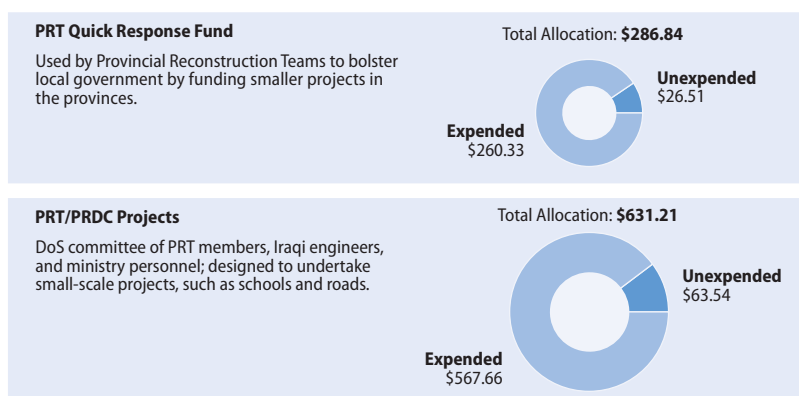 PRT Quick Response Fund
Used by Provincial Reconstruction Teams to bolster
local government by funding smaller projects in
the provinces.
Total Allocation: $286.84
Unexpended
$26.51
Expended
$260.33
PRT/PRDC Projects
DoS committee of PRT members, Iraqi engineers,
and ministry personnel; designed to undertake
small-scale projects, such as schools and roads.
Total Allocation: $631.21
Unexpended
$63.54
Expended
$567.66